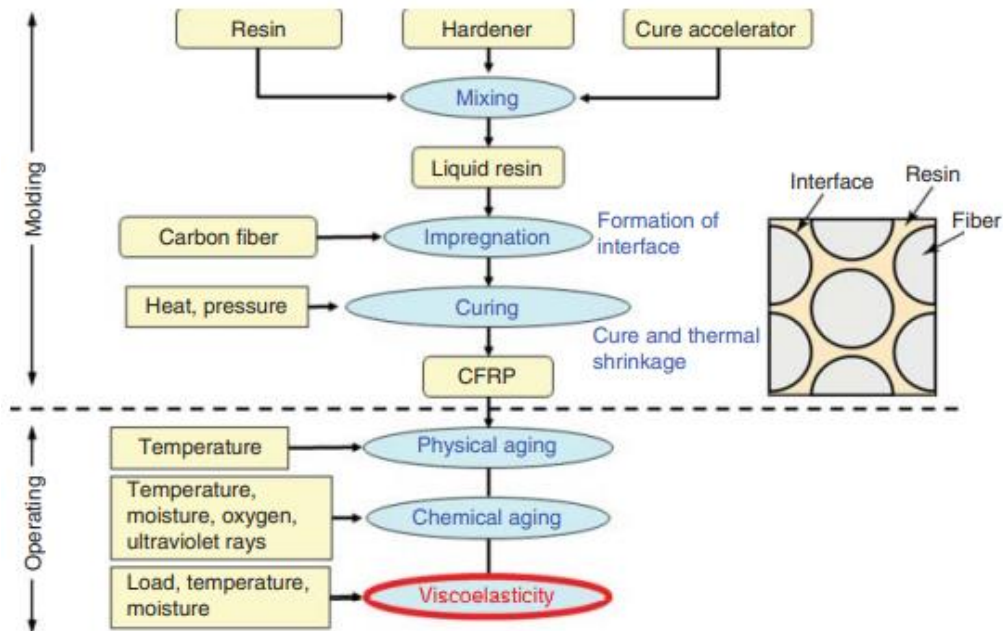 Resin
Hardener
Cure accelerator
Mixing
Liquid resin
Molding
Carbon fiber
Impregnation
Formation of
interface
Interface
Resin
Fiber
Heat, pressure
Curing
Cure and thermal
shrinkage
CFRP
Operating
Temperature
Physical aging
Temperature,
moisture, oxygen,
ultraviolet rays
Chemical aging
Load, temperature,
moisture
Viscoelasticity